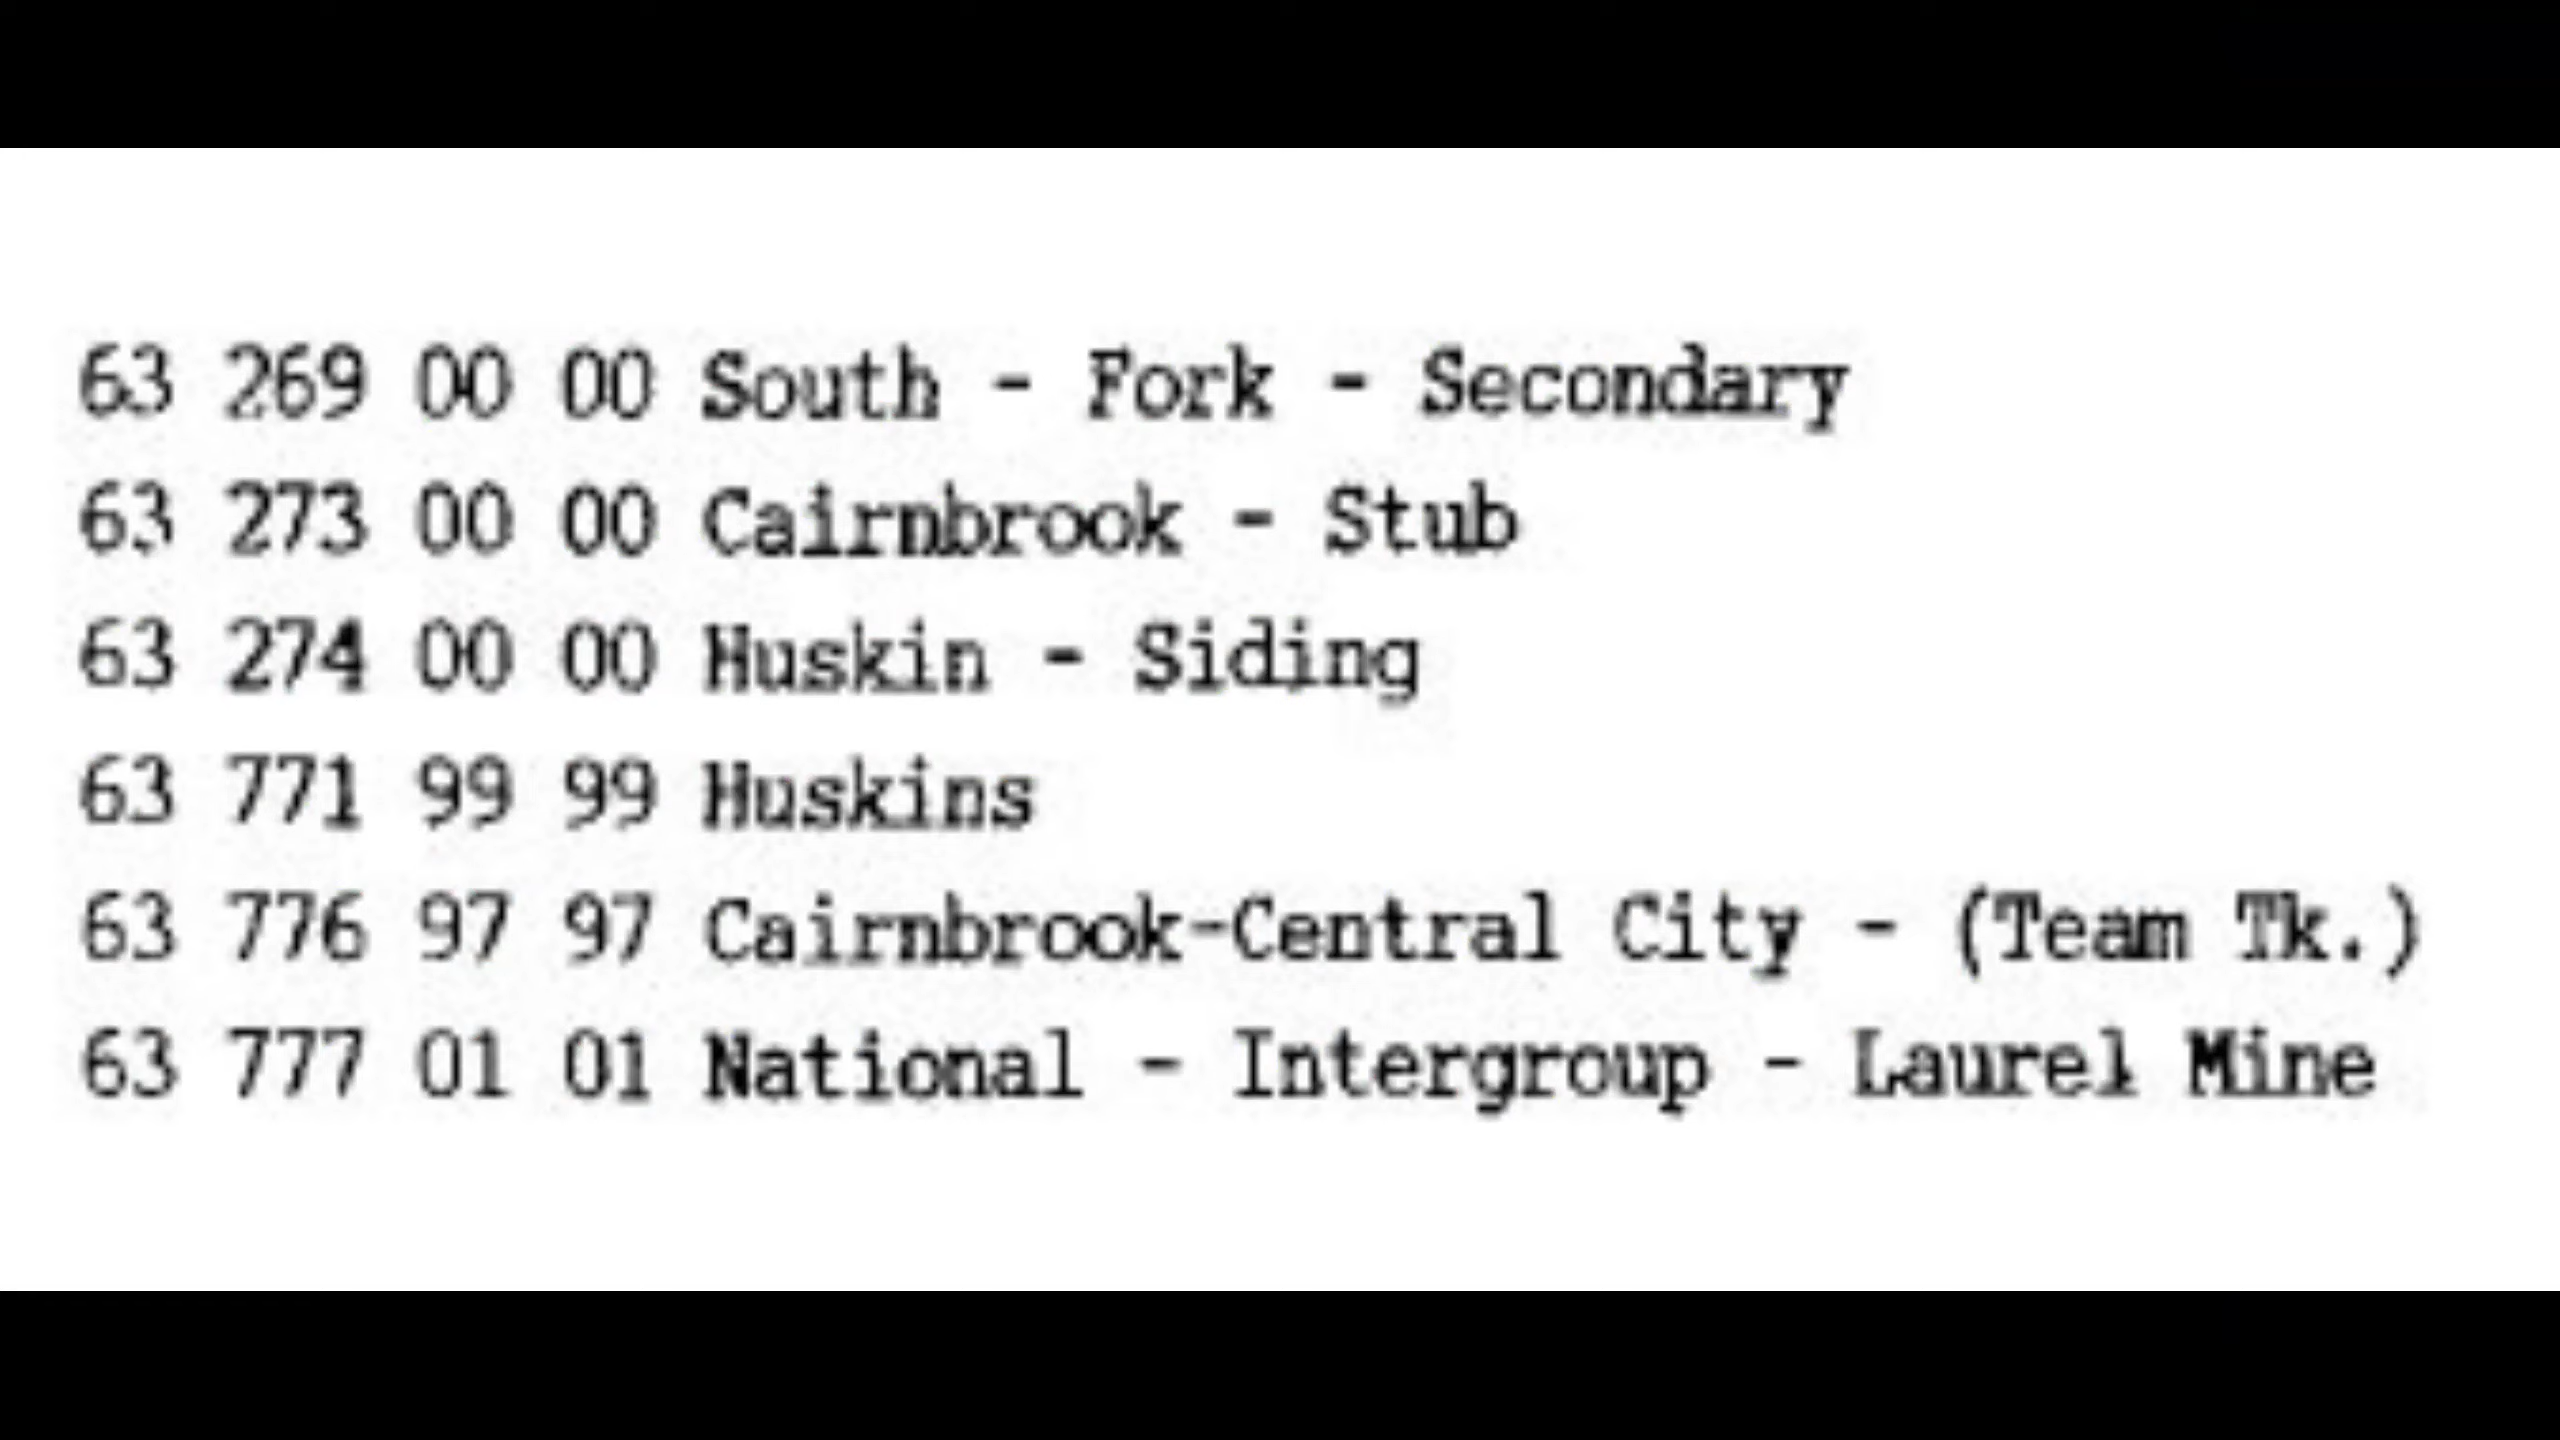 63 269 00 00 South - Fork - Secondary
63 273 00 00 Cairnbrook - Stub
63 274 00 00 Huskin - Siding
63 771 99 99 Huskins
63 776 97 97 Cairnbrook-Central City - (Team Tk.)
63 777 01 01 National - Intergroup - Laurel Mine